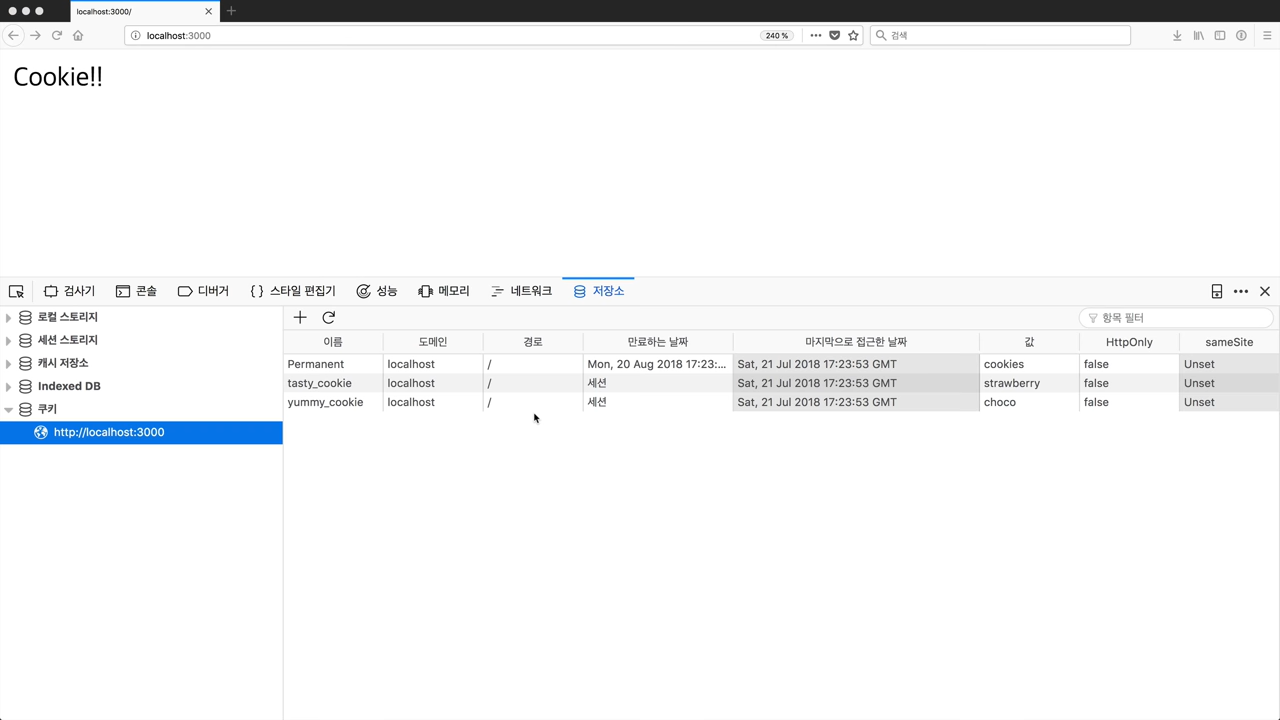 localhost:3000/
localhost:3000
240 %
검색
Cookie!!
검사기 콘솔 디버거 스타일 편집기 성능 메모리 네트워크 저장소
로컬 스토리지
세션 스토리지
캐시 저장소
Indexed DB
쿠키
http://localhost:3000
항목 필터
이름 도메인 경로 만료하는 날짜 마지막으로 접근한 날짜 값 HttpOnly sameSite
Permanent localhost / Mon, 20 Aug 2018 17:23:... Sat, 21 Jul 2018 17:23:53 GMT cookies false Unset
tasty_cookie localhost / 세션 Sat, 21 Jul 2018 17:23:53 GMT strawberry false Unset
yummy_cookie localhost / 세션 Sat, 21 Jul 2018 17:23:53 GMT choco false Unset